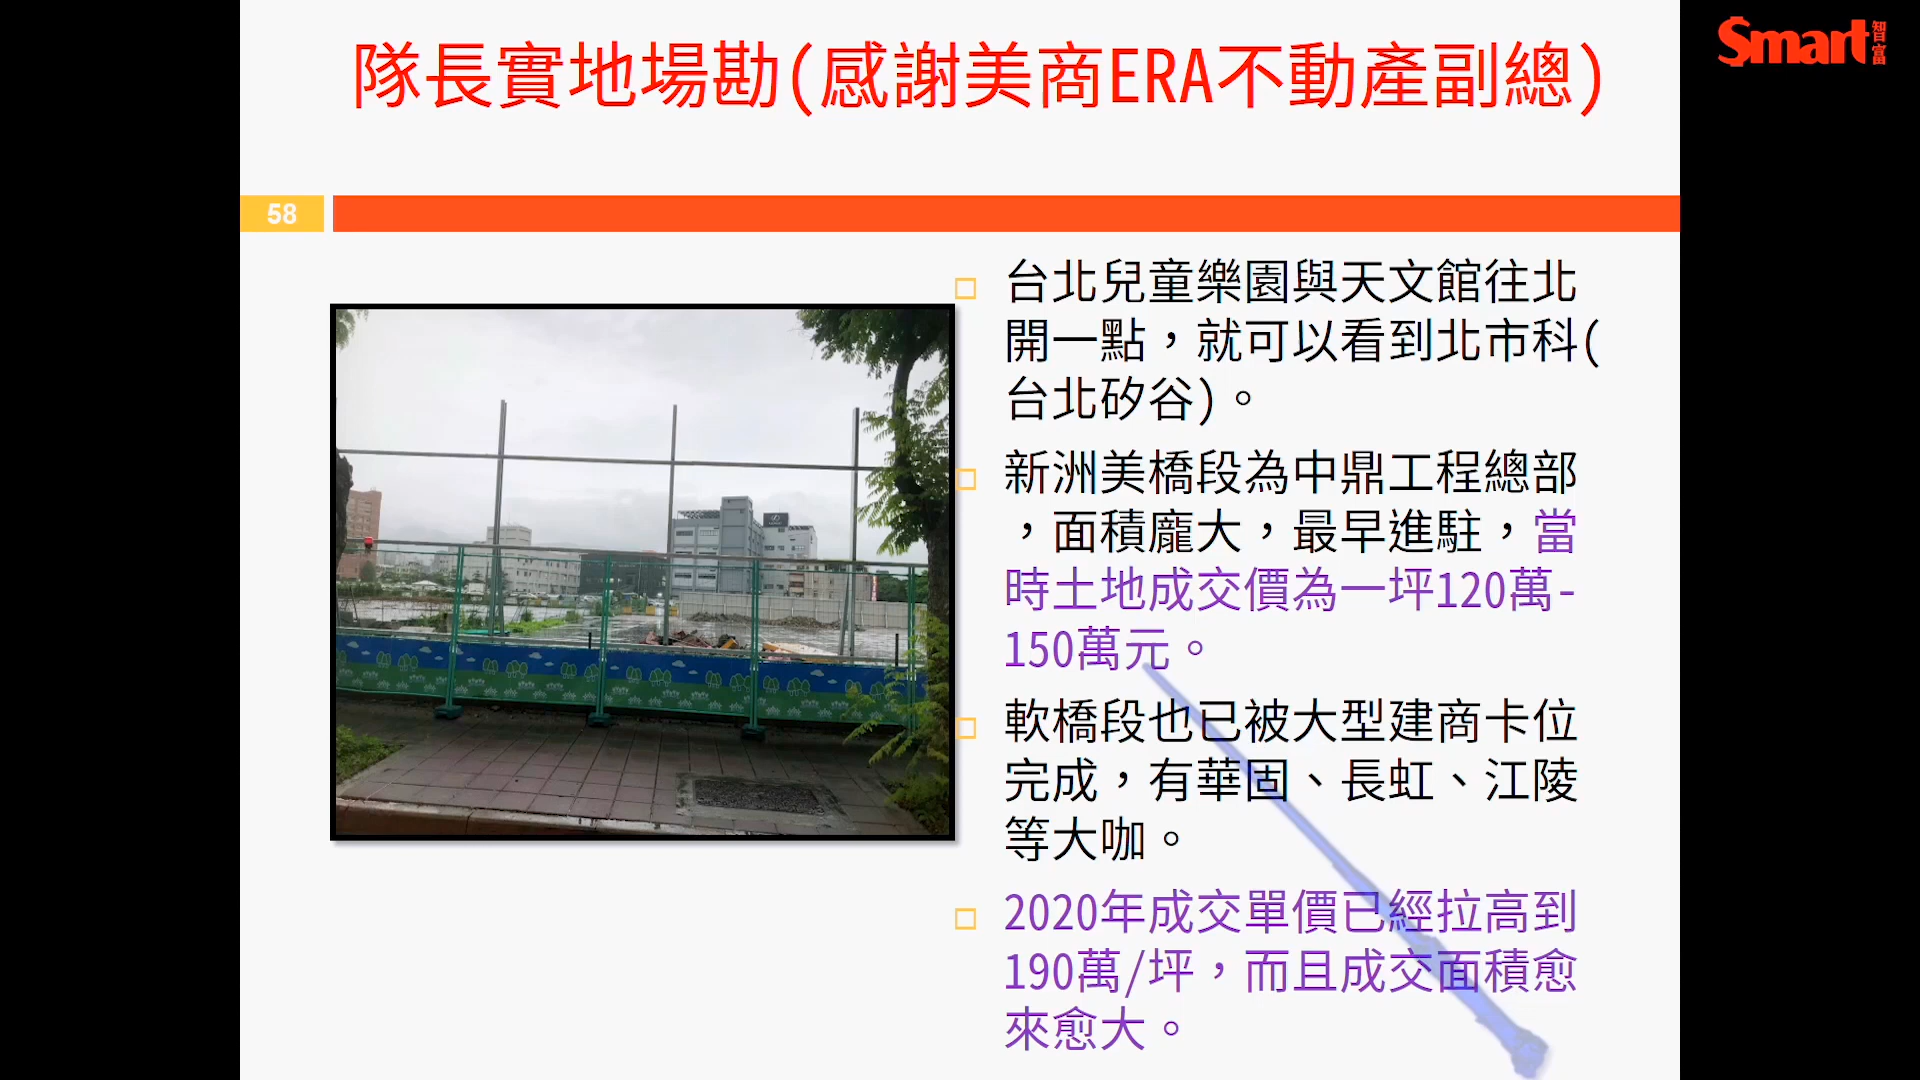 隊長實地場勘(感謝美商ERA不動產副總)
Smart智富
58
台北兒童樂園與天文館往北
開一點，就可以看到北市科(
台北矽谷)。
新洲美橋段為中鼎工程總部
，面積龐大，最早進駐，當
時土地成交價為一坪120萬-
150萬元。
軟橋段也已被大型建商卡位
完成，有華固、長虹、江陵
等大咖。
2020年成交單價已經拉高到
190萬/坪，而且成交面積愈
來愈大。